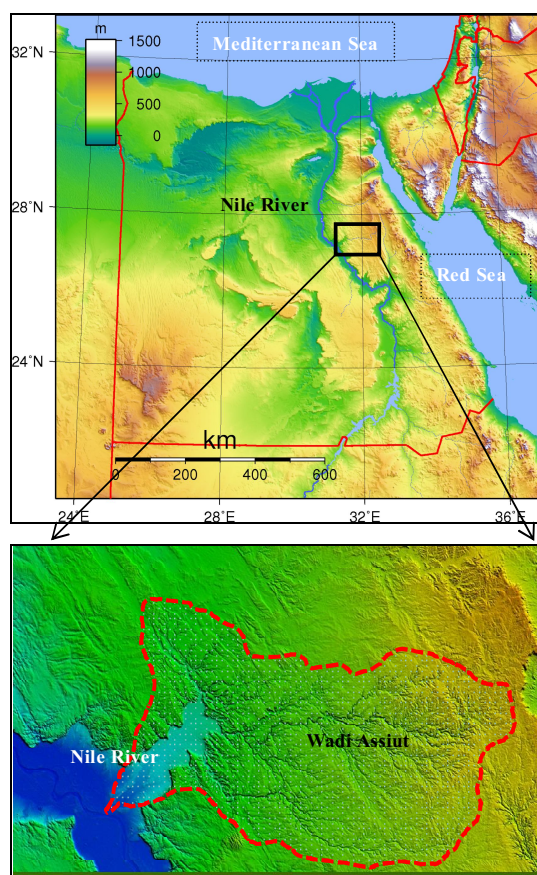 32°N
m
1500
1000
500
0
Mediterranean Sea
28°N
Nile River
Red Sea
24°N
km
0 200 400 600
24°E 28°E 32°E 36°E
Wadi Assiut
Nile River